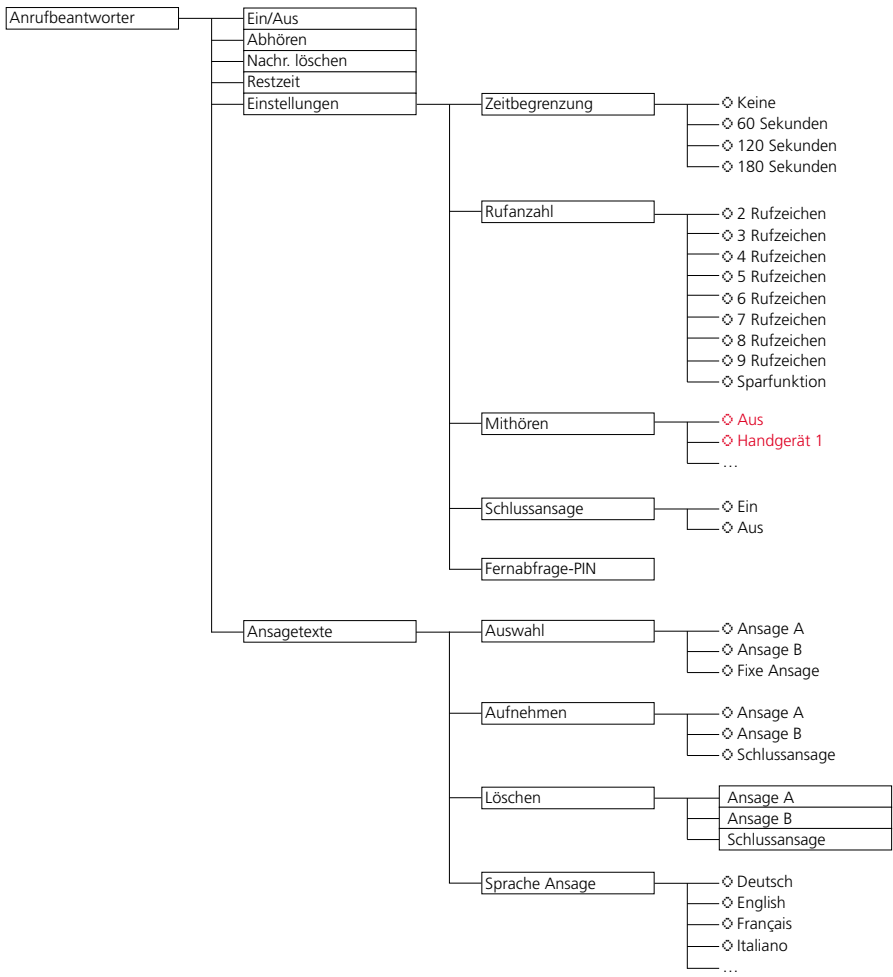 Anrufbeantworter
Ein/Aus
Abhören
Nachr. löschen
Restzeit
Einstellungen
Zeitbegrenzung
Keine
60 Sekunden
120 Sekunden
180 Sekunden
Rufanzahl
2 Rufzeichen
3 Rufzeichen
4 Rufzeichen
5 Rufzeichen
6 Rufzeichen
7 Rufzeichen
8 Rufzeichen
9 Rufzeichen
Sparfunktion
Mithören
Aus
Handgerät 1
...
Schlussansage
Ein
Aus
Fernabfrage-PIN
Ansagetexte
Auswahl
Ansage A
Ansage B
Fixe Ansage
Aufnehmen
Ansage A
Ansage B
Schlussansage
Löschen
Ansage A
Ansage B
Schlussansage
Sprache Ansage
Deutsch
English
Français
Italiano
...